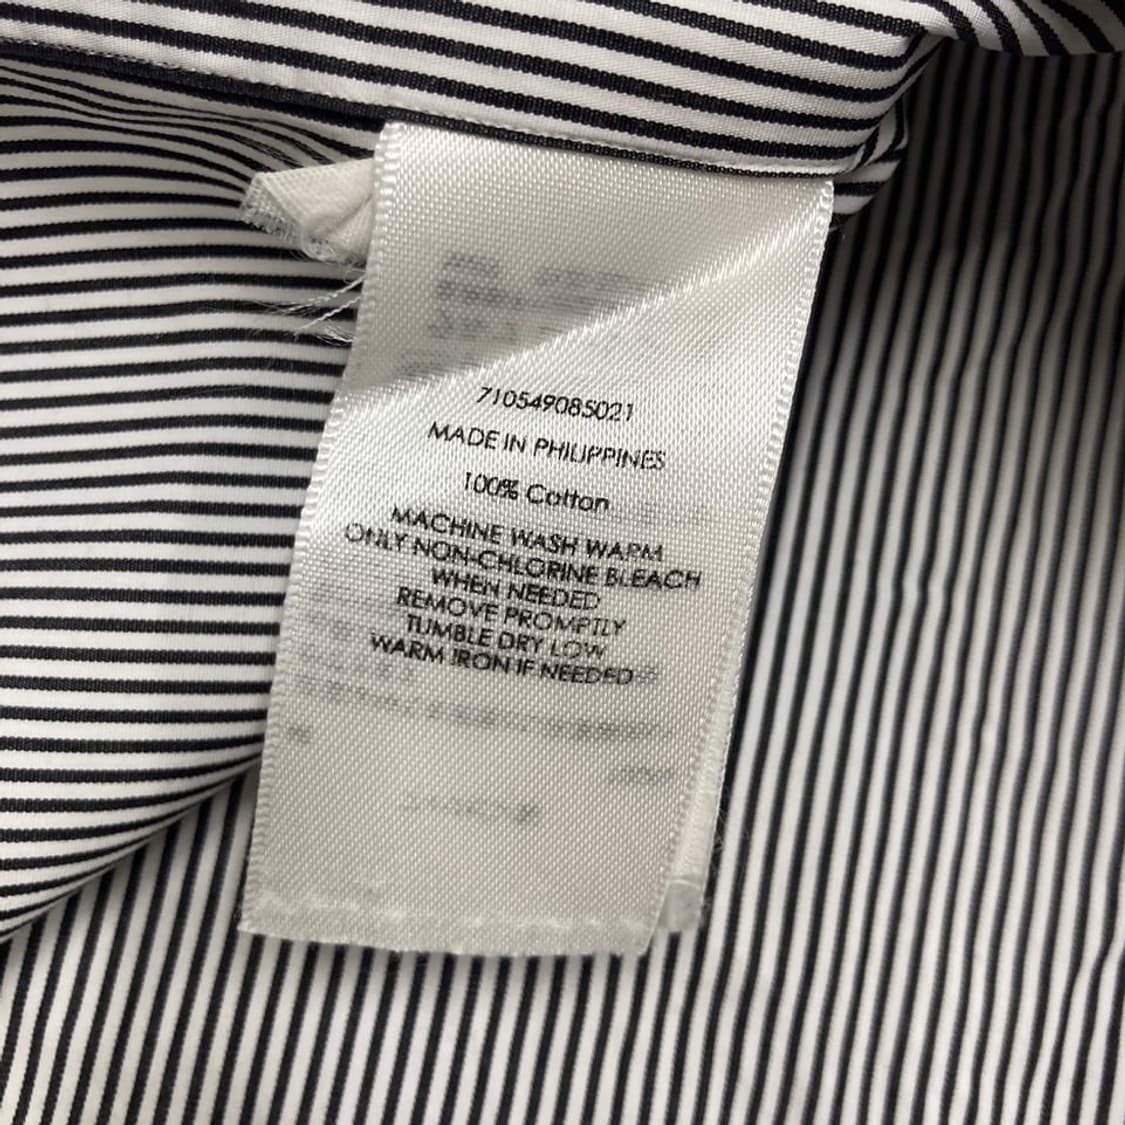 710549085021
MADE IN PHILIPPINES
100% Cotton
MACHINE WASH WARM
ONLY NON-CHLORINE BLEACH
WHEN NEEDED
REMOVE PROMPTLY
TUMBLE DRY LOW
WARM IRON IF NEEDED